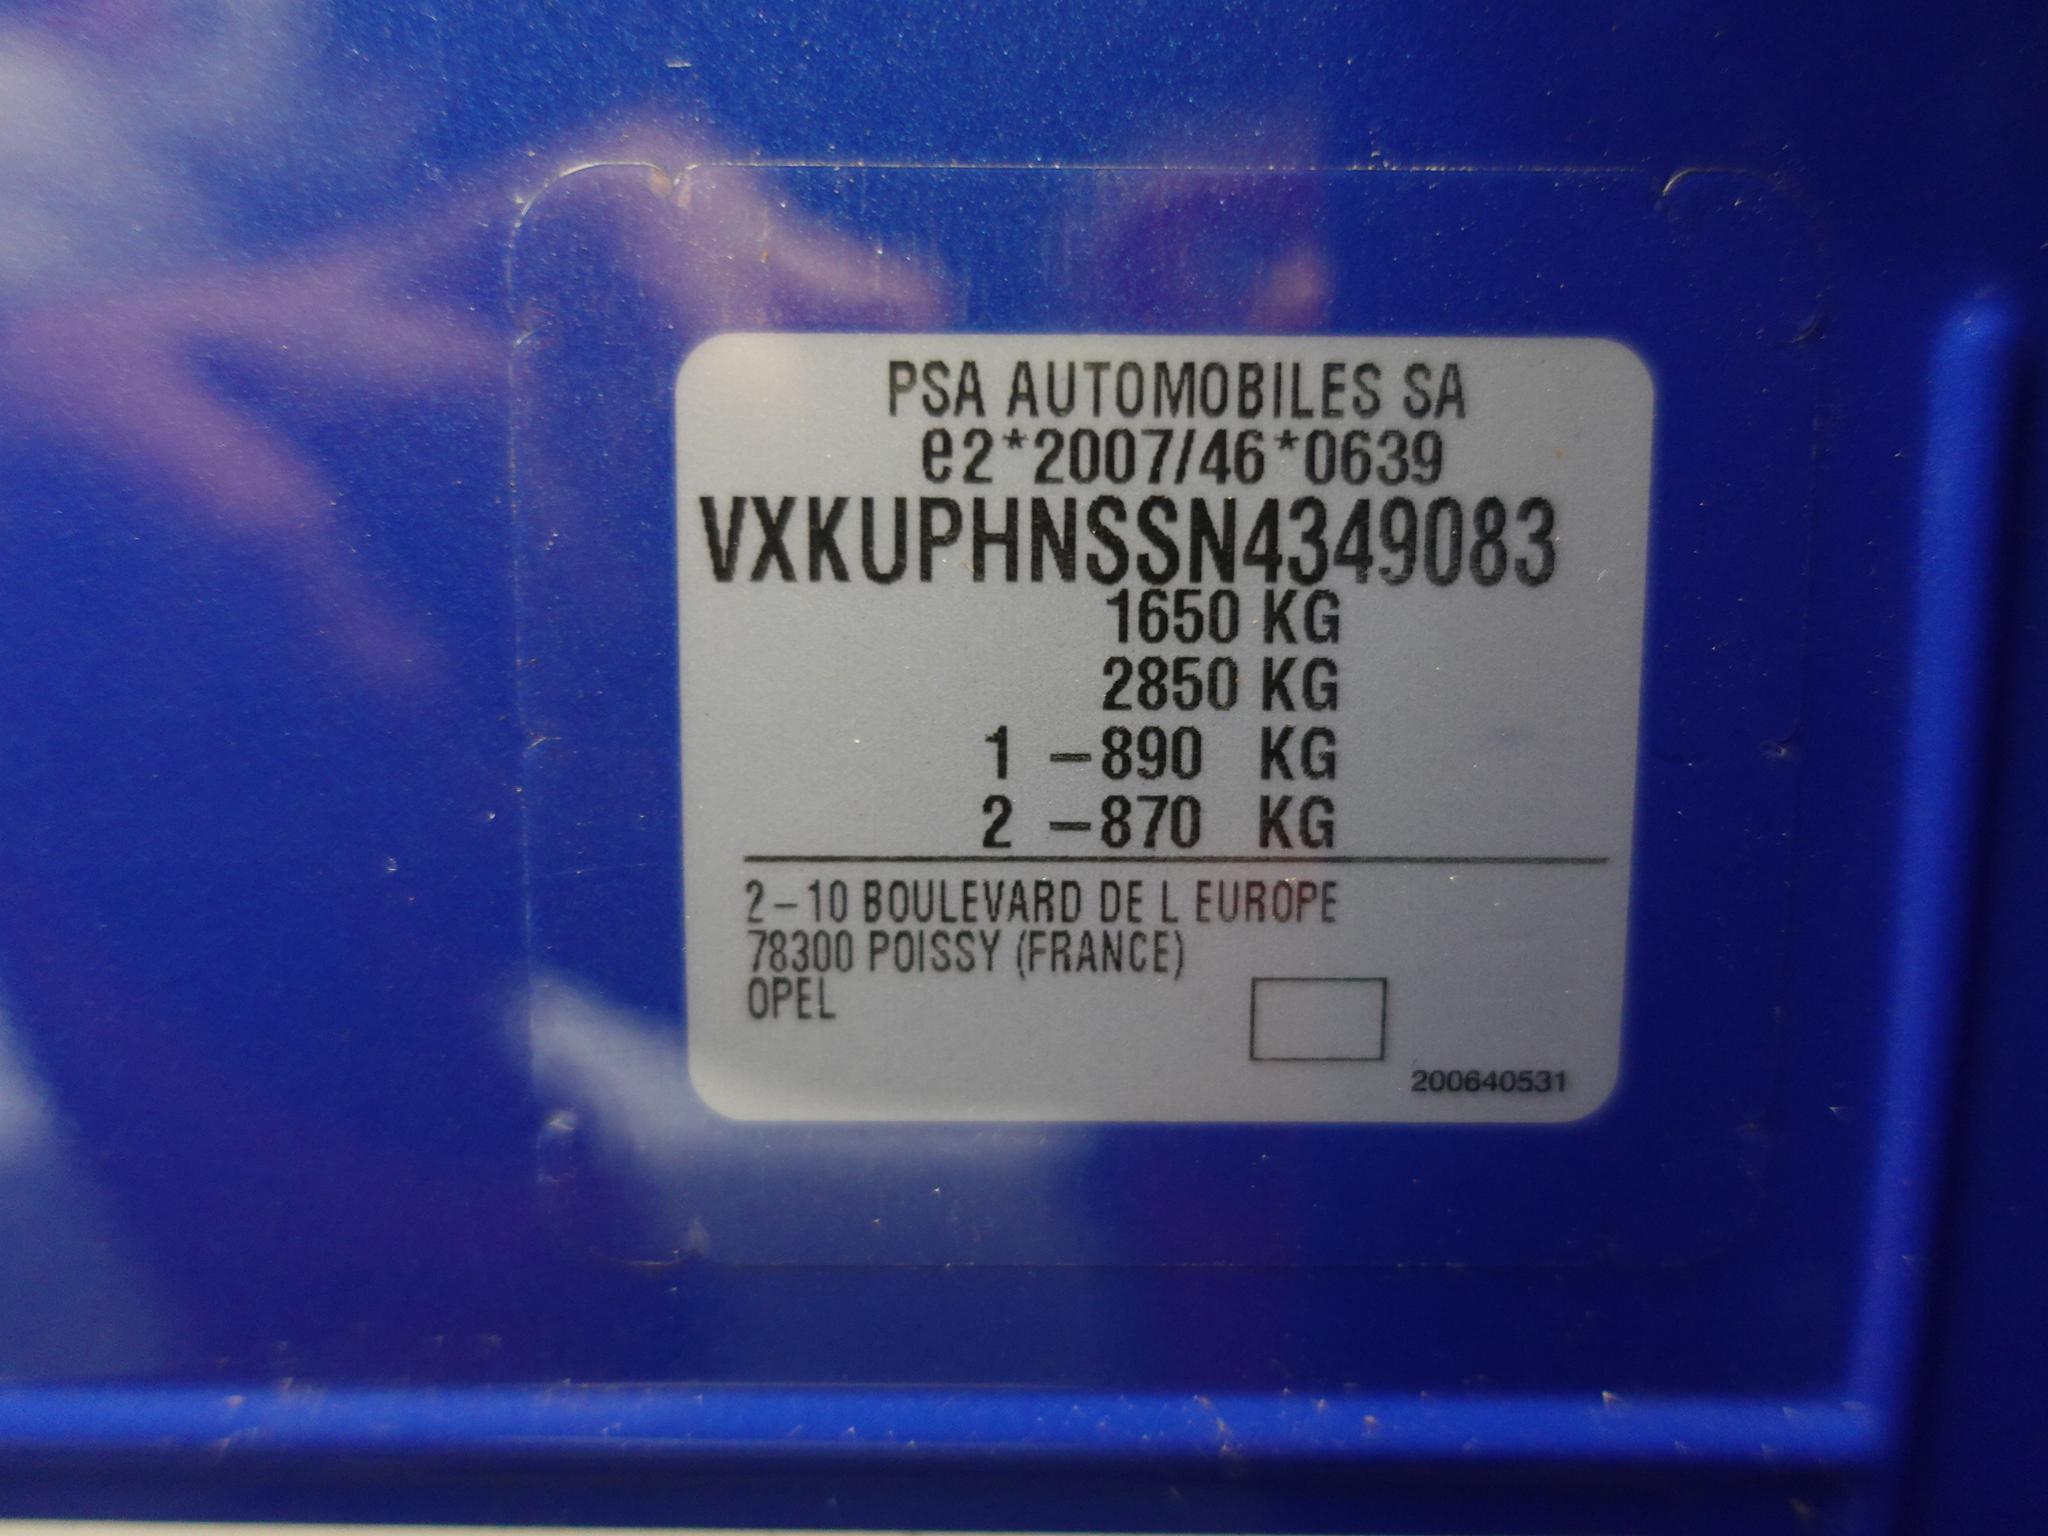 PSA AUTOMOBILES SA
e2*2007/46*0639
VXKUPHNSSN4349083
1650 KG
2850 KG
1 –890 KG
2 –870 KG
2–10 BOULEVARD DE L EUROPE
78300 POISSY (FRANCE)
OPEL
200640531